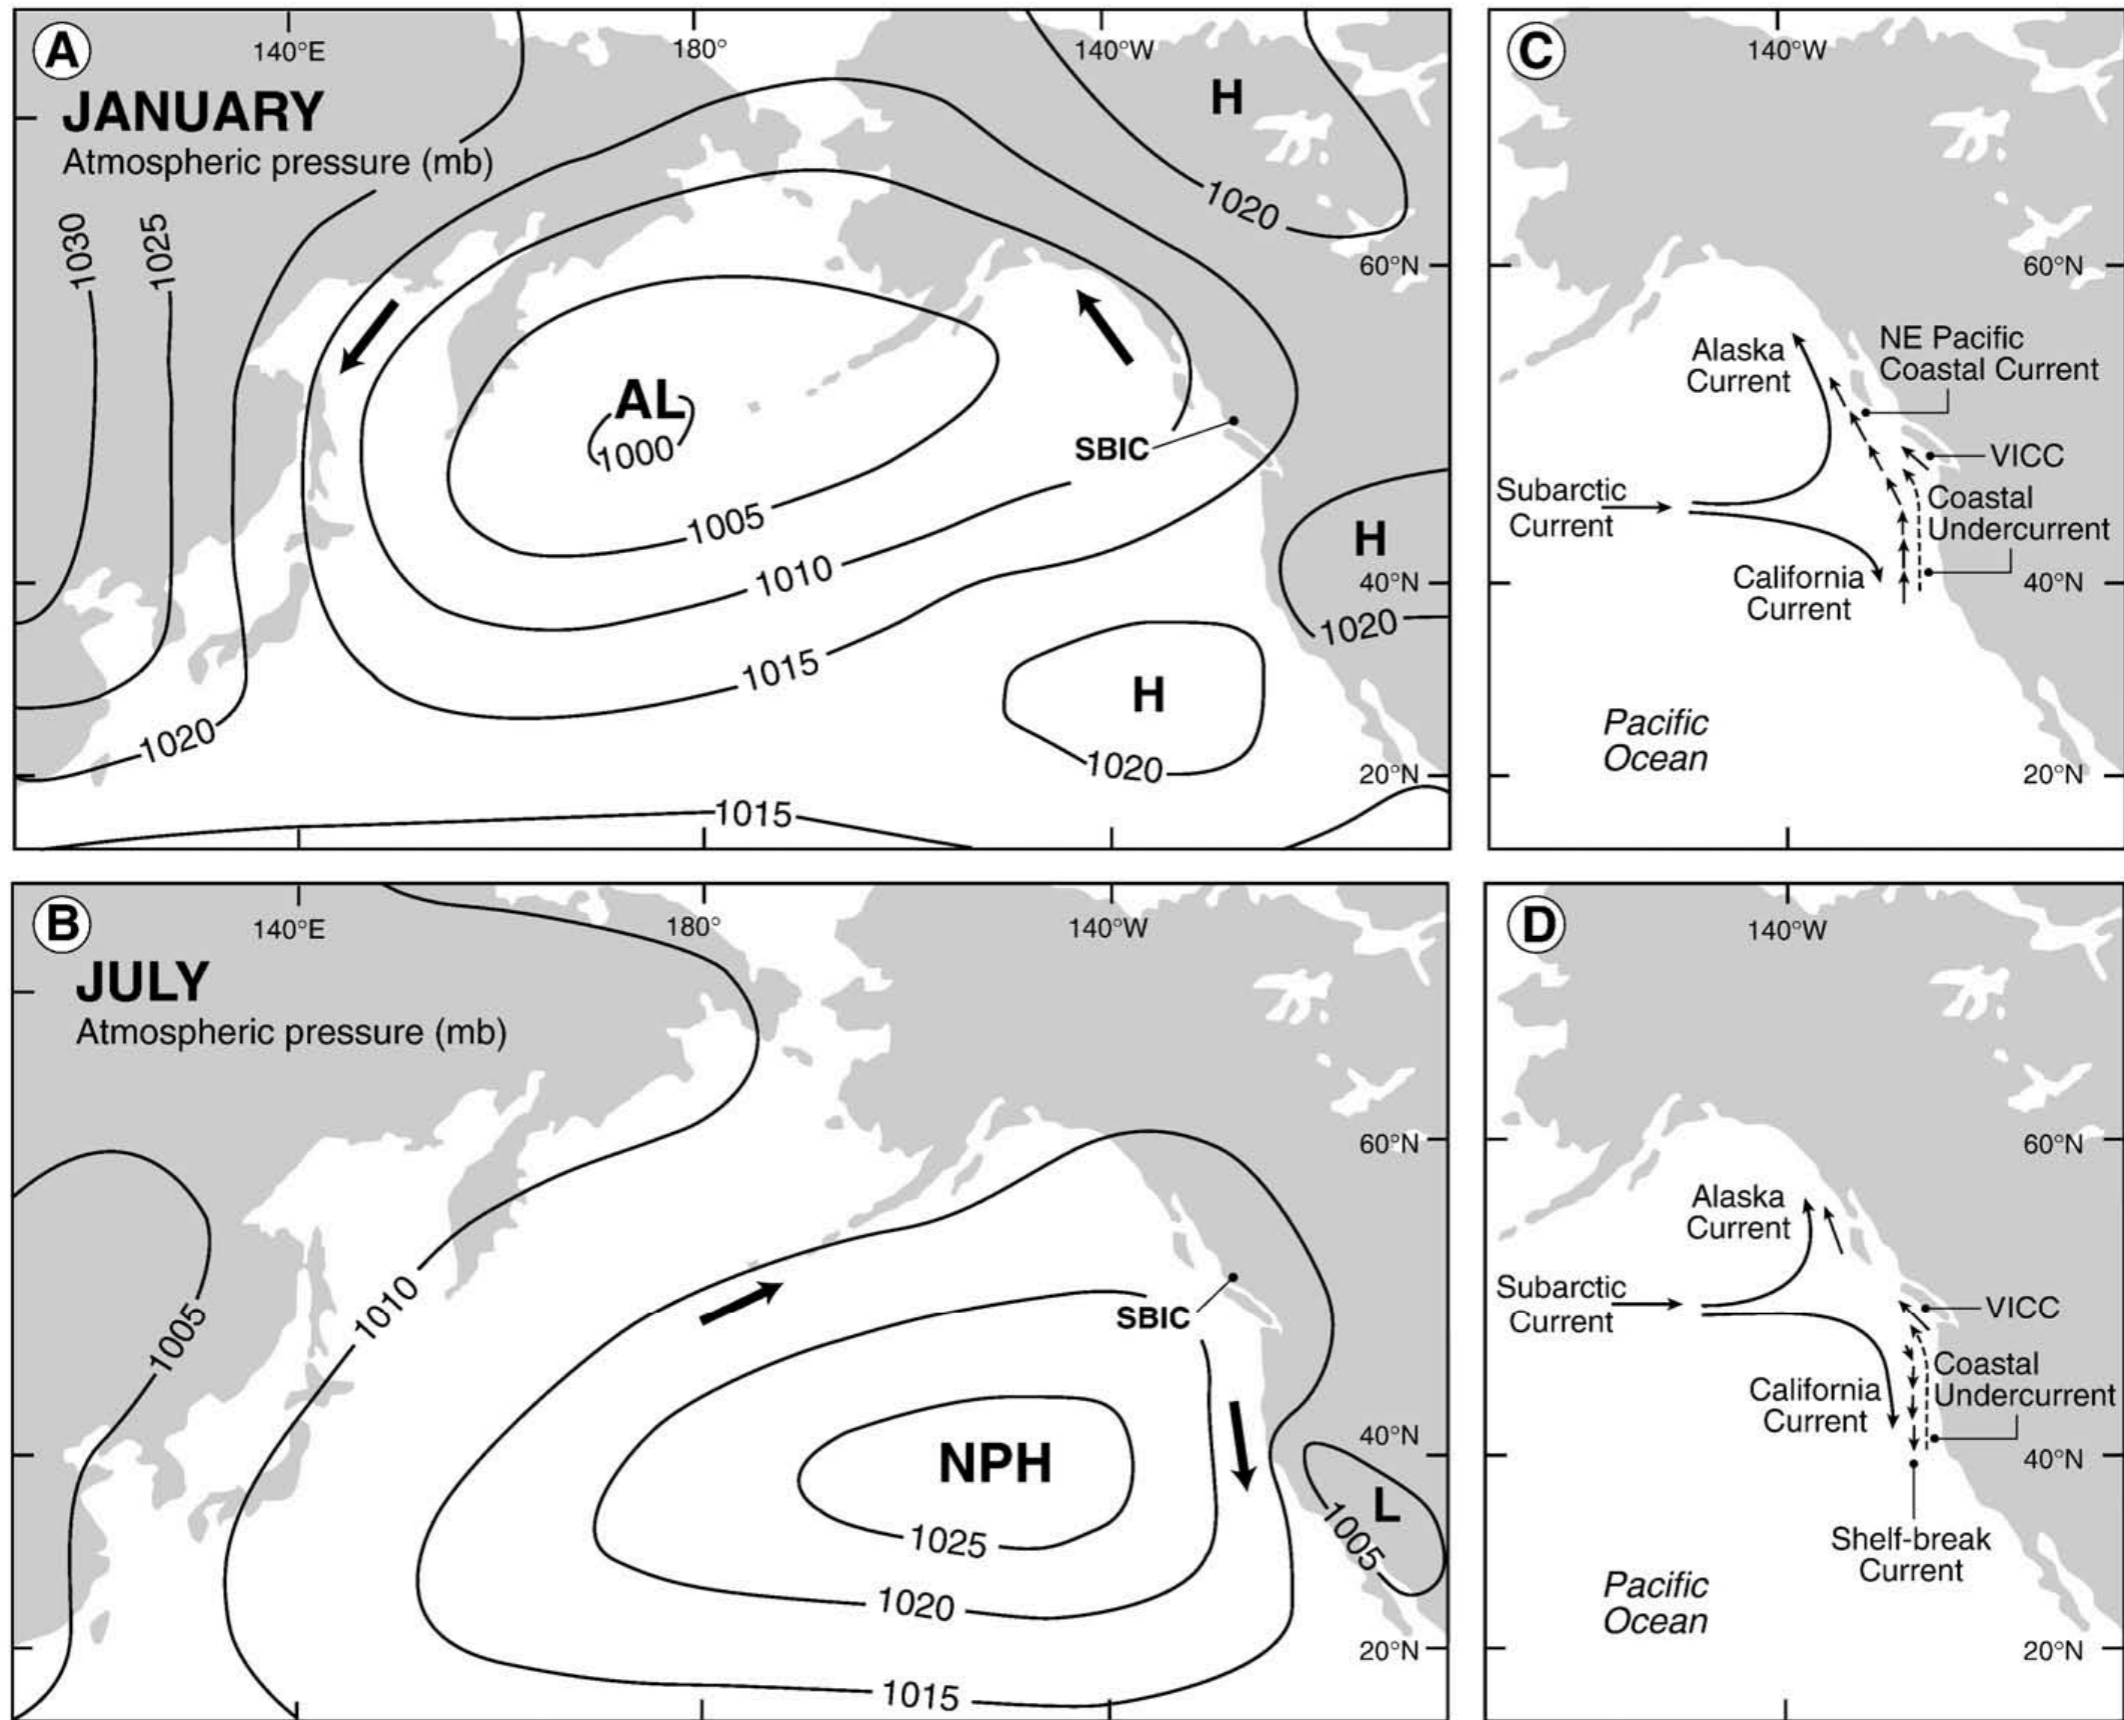 A
140°E
180°
140°W
JANUARY
Atmospheric pressure (mb)
H
1030
1025
1020
60°N
AL
1000
SBIC
1005
H
1010
40°N
1020
1015
H
1020
1020
20°N
1015
C
140°W
60°N
Alaska
Current
NE Pacific
Coastal Current
VICC
Subarctic
Current
Coastal
Undercurrent
California
Current
40°N
Pacific
Ocean
20°N
B
140°E
180°
140°W
JULY
Atmospheric pressure (mb)
60°N
1005
1010
SBIC
40°N
NPH
L
1025
1005
1020
20°N
1015
D
140°W
60°N
Alaska
Current
Subarctic
Current
VICC
Coastal
Undercurrent
California
Current
40°N
Shelf-break
Current
Pacific
Ocean
20°N